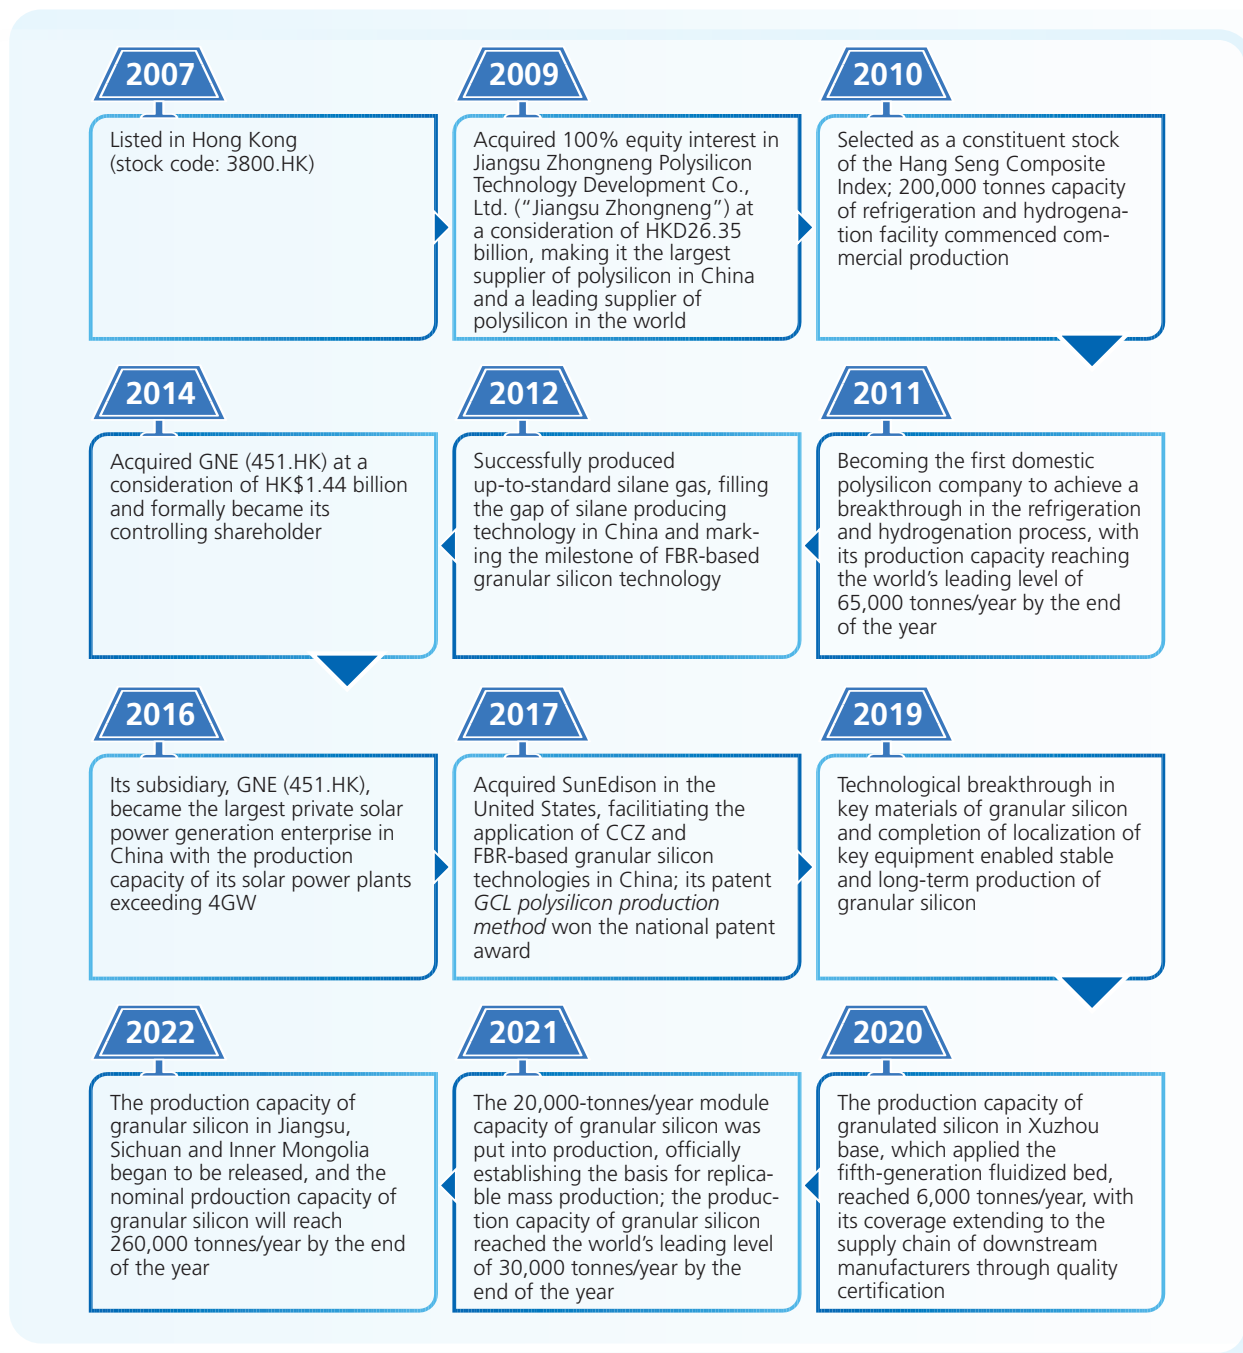 2007
Listed in Hong Kong
(stock code: 3800.HK)
2009
Acquired 100% equity interest in
Jiangsu Zhongneng Polysilicon
Technology Development Co.,
Ltd. (“Jiangsu Zhongneng”) at
a consideration of HKD26.35
billion, making it the largest
supplier of polysilicon in China
and a leading supplier of
polysilicon in the world
2010
Selected as a constituent stock
of the Hang Seng Composite
Index; 200,000 tonnes capacity
of refrigeration and hydrogena-
tion facility commenced com-
mercial production
2011
Becoming the first domestic
polysilicon company to achieve a
breakthrough in the refrigeration
and hydrogenation process, with
its production capacity reaching
the world’s leading level of
65,000 tonnes/year by the end
of the year
2012
Successfully produced
up-to-standard silane gas, filling
the gap of silane producing
technology in China and mark-
ing the milestone of FBR-based
granular silicon technology
2014
Acquired GNE (451.HK) at a
consideration of HK$1.44 billion
and formally became its
controlling shareholder
2016
Its subsidiary, GNE (451.HK),
became the largest private solar
power generation enterprise in
China with the production
capacity of its solar power plants
exceeding 4GW
2017
Acquired SunEdison in the
United States, facilitiating the
application of CCZ and
FBR-based granular silicon
technologies in China; its patent
GCL polysilicon production
method won the national patent
award
2019
Technological breakthrough in
key materials of granular silicon
and completion of localization of
key equipment enabled stable
and long-term production of
granular silicon
2020
The production capacity of
granulated silicon in Xuzhou
base, which applied the
fifth-generation fluidized bed,
reached 6,000 tonnes/year, with
its coverage extending to the
supply chain of downstream
manufacturers through quality
certification
2021
The 20,000-tonnes/year module
capacity of granular silicon was
put into production, officially
establishing the basis for replica-
ble mass production; the produc-
tion capacity of granular silicon
reached the world’s leading level
of 30,000 tonnes/year by the
end of the year
2022
The production capacity of
granular silicon in Jiangsu,
Sichuan and Inner Mongolia
began to be released, and the
nominal prdouction capacity of
granular silicon will reach
260,000 tonnes/year by the end
of the year